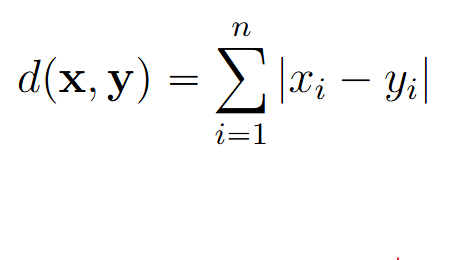 d(𝐱, 𝐲) = ∑_{i=1}^{n} |x_i − y_i|